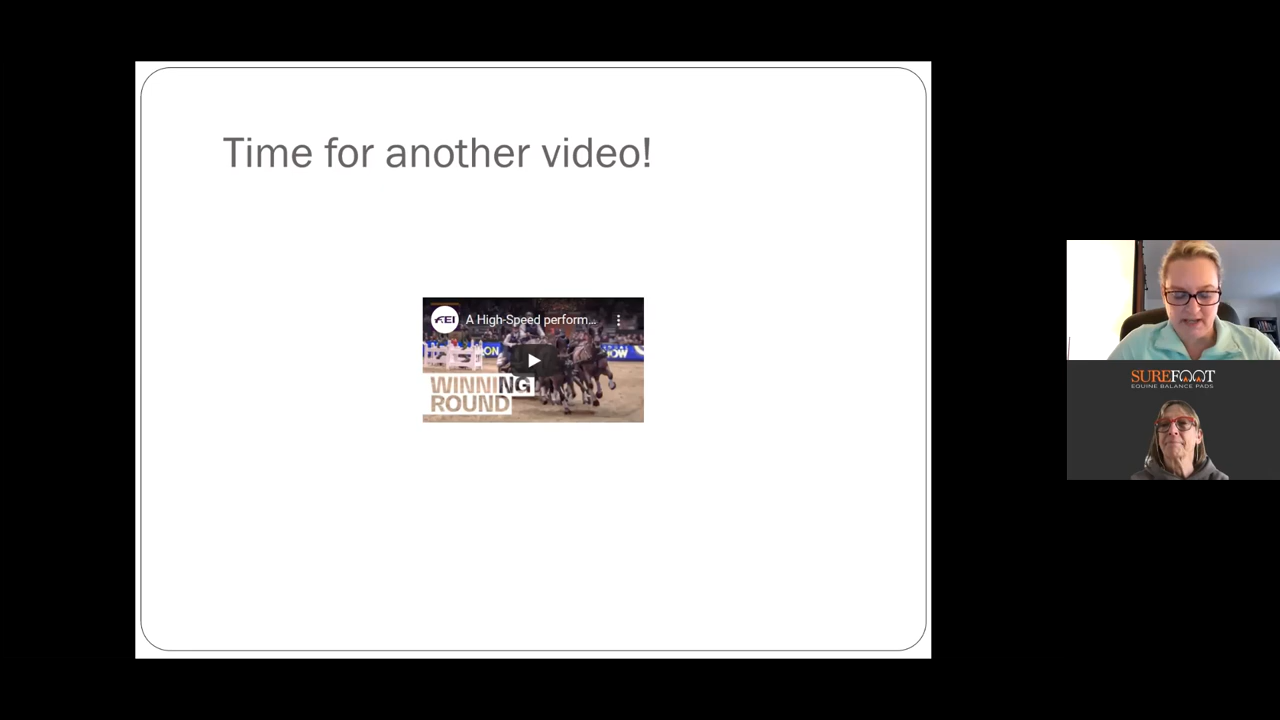 Time for another video!
FEI
A High-Speed perform...
WINNING
ROUND
SUREFOOT
EQUINE BALANCE PADS